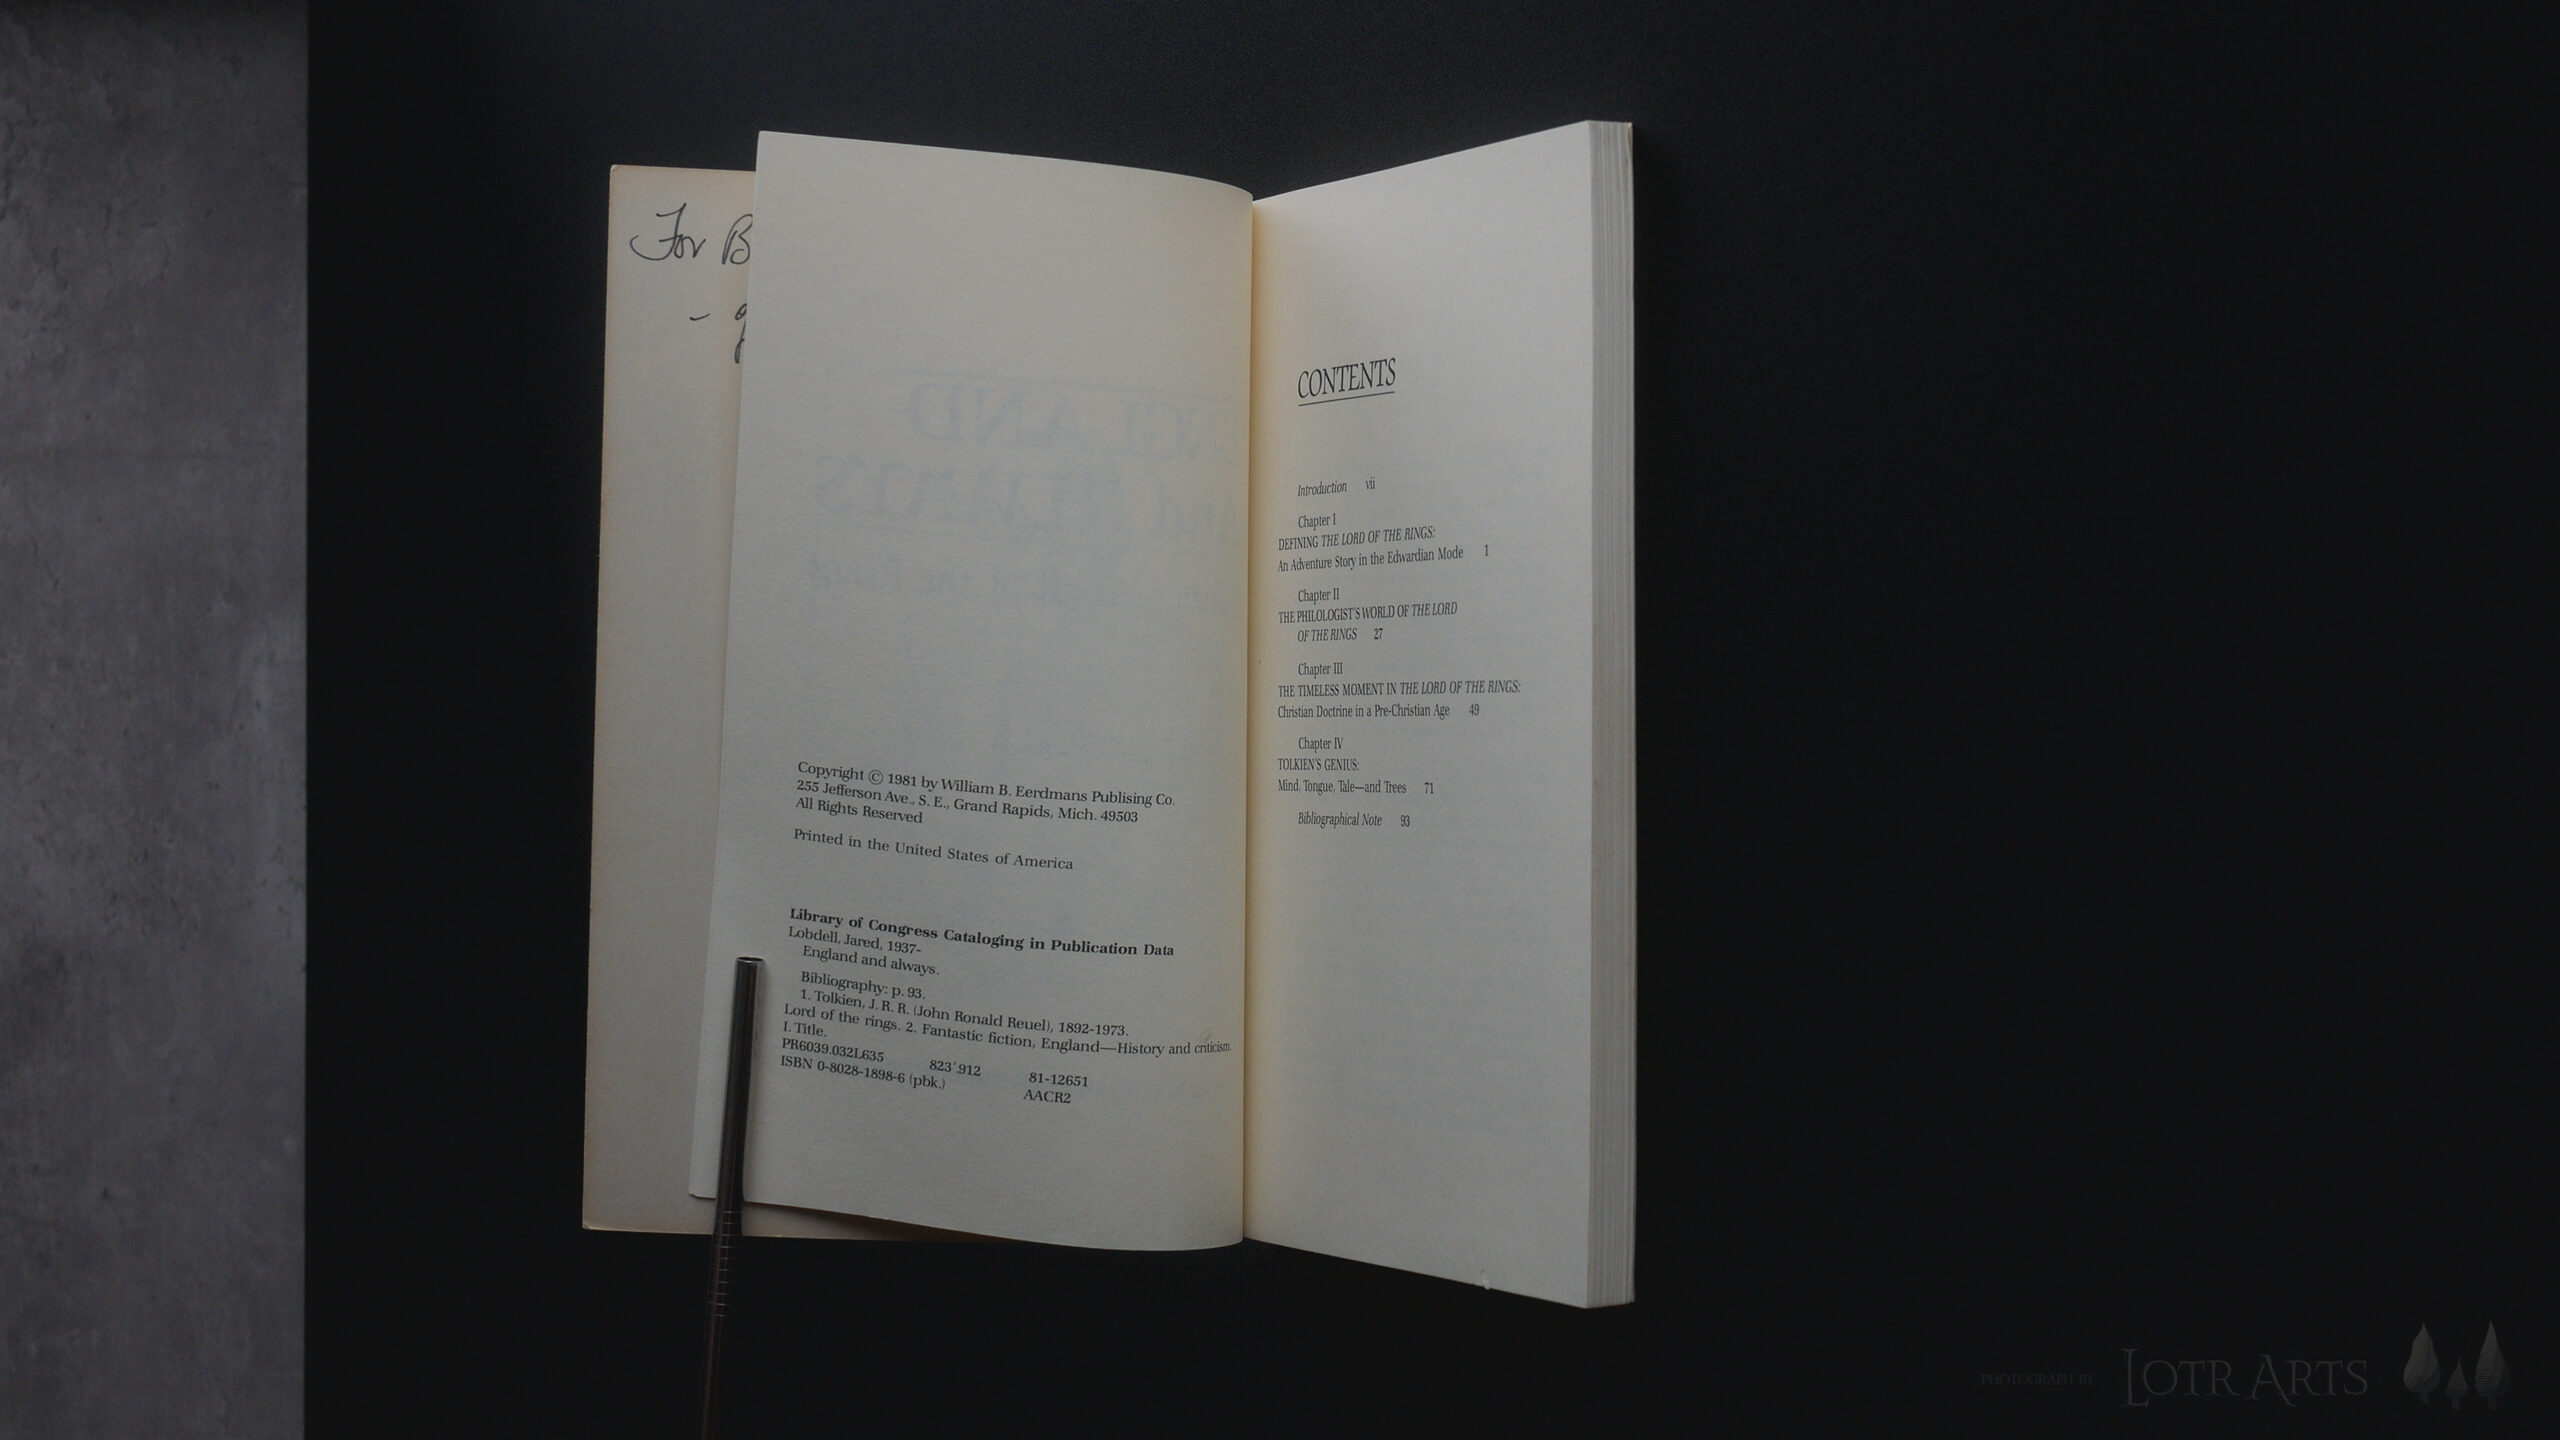 For B
-
Copyright © 1981 by William B. Eerdmans Publising Co.
255 Jefferson Ave., S. E., Grand Rapids, Mich. 49503
All Rights Reserved
Printed in the United States of America
Library of Congress Cataloging in Publication Data
Lobdell, Jared, 1937-
England and always.
Bibliography: p. 93.
1. Tolkien, J. R. R. (John Ronald Reuel), 1892-1973.
Lord of the rings. 2. Fantastic fiction, England—History and criticism.
I. Title.
PR6039.032L635 823'.912 81-12651
ISBN 0-8028-1898-6 (pbk.) AACR2
CONTENTS
Introduction vii
Chapter I
DEFINING THE LORD OF THE RINGS:
An Adventure Story in the Edwardian Mode 1
Chapter II
THE PHILOLOGIST'S WORLD OF THE LORD
OF THE RINGS 27
Chapter III
THE TIMELESS MOMENT IN THE LORD OF THE RINGS:
Christian Doctrine in a Pre-Christian Age 49
Chapter IV
TOLKIEN'S GENIUS:
Mind, Tongue, Tale—and Trees 71
Bibliographical Note 93
PHOTOGRAPH BY LOTR ARTS